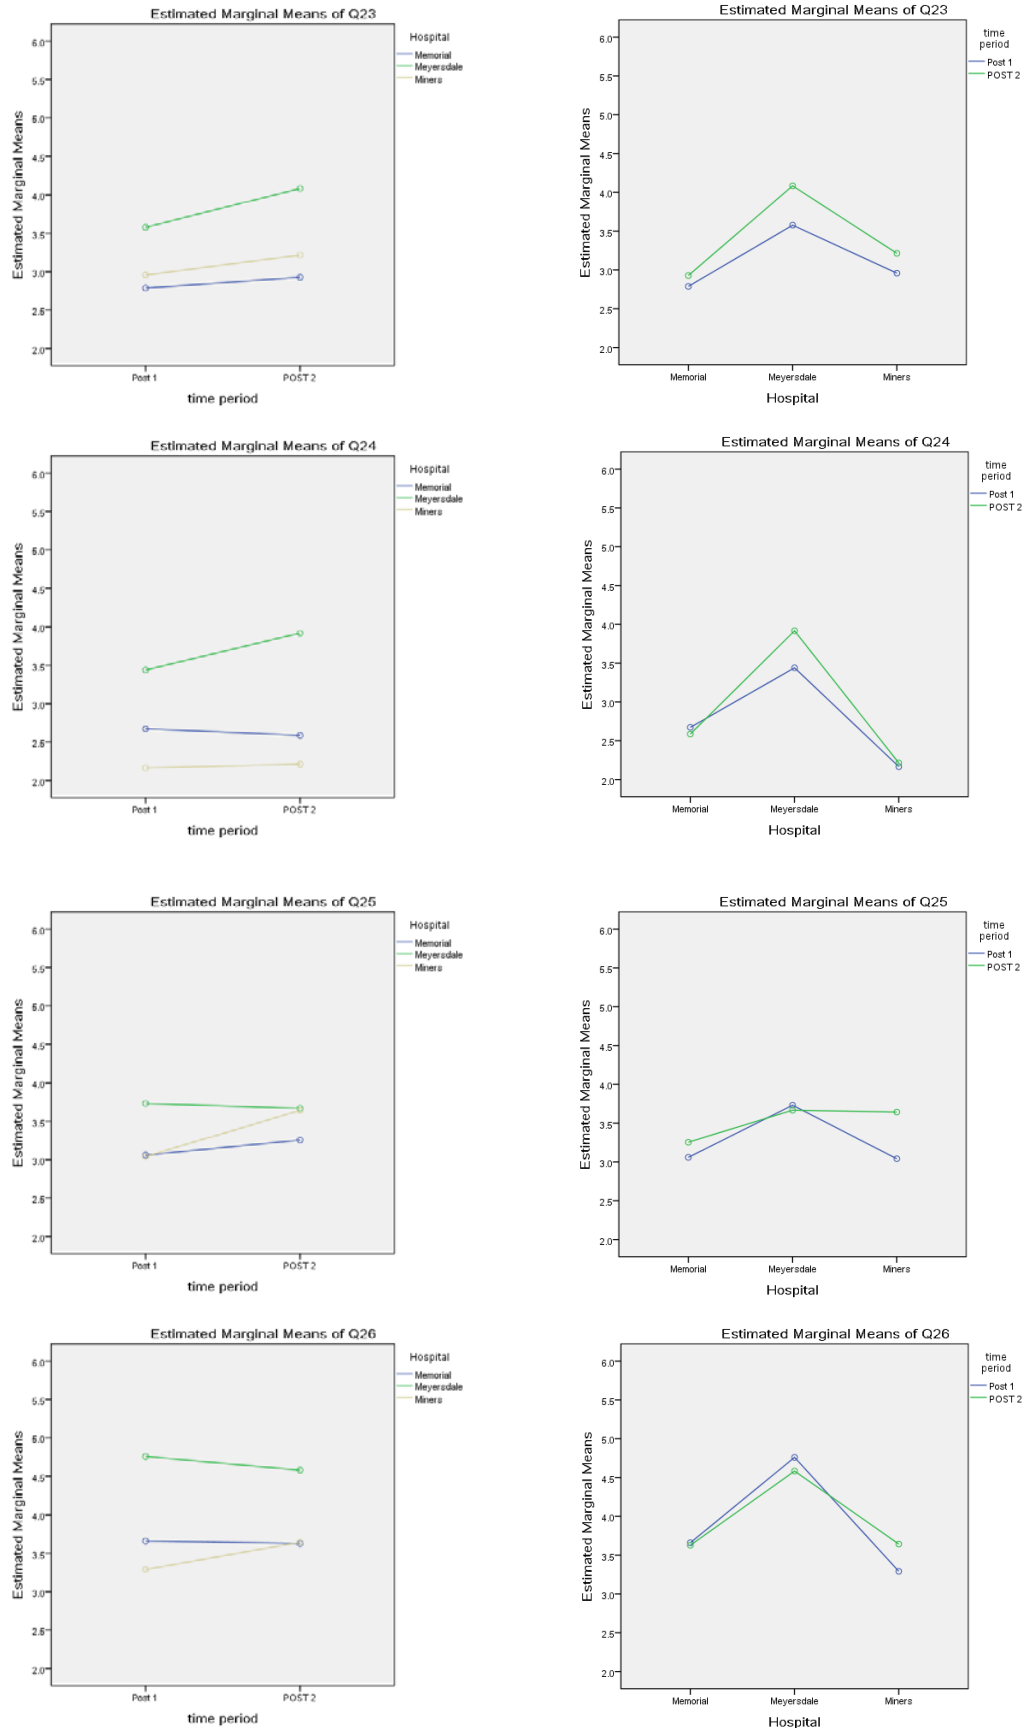 Estimated Marginal Means of Q23
Hospital
Memorial
Meyersdale
Miners
Estimated Marginal Means
6.0
5.5
5.0
4.5
4.0
3.5
3.0
2.5
2.0
Post 1
POST 2
time period
Estimated Marginal Means of Q23
time
period
Post 1
POST 2
Estimated Marginal Means
6.0
5.5
5.0
4.5
4.0
3.5
3.0
2.5
2.0
Memorial
Meyersdale
Miners
Hospital
Estimated Marginal Means of Q24
Hospital
Memorial
Meyersdale
Miners
Estimated Marginal Means
6.0
5.5
5.0
4.5
4.0
3.5
3.0
2.5
2.0
Post 1
POST 2
time period
Estimated Marginal Means of Q24
time
period
Post 1
POST 2
Estimated Marginal Means
6.0
5.5
5.0
4.5
4.0
3.5
3.0
2.5
2.0
Memorial
Meyersdale
Miners
Hospital
Estimated Marginal Means of Q25
Hospital
Memorial
Meyersdale
Miners
Estimated Marginal Means
6.0
5.5
5.0
4.5
4.0
3.5
3.0
2.5
2.0
Post 1
POST 2
time period
Estimated Marginal Means of Q25
time
period
Post 1
POST 2
Estimated Marginal Means
6.0
5.5
5.0
4.5
4.0
3.5
3.0
2.5
2.0
Memorial
Meyersdale
Miners
Hospital
Estimated Marginal Means of Q26
Hospital
Memorial
Meyersdale
Miners
Estimated Marginal Means
6.0
5.5
5.0
4.5
4.0
3.5
3.0
2.5
2.0
Post 1
POST 2
time period
Estimated Marginal Means of Q26
time
period
Post 1
POST 2
Estimated Marginal Means
6.0
5.5
5.0
4.5
4.0
3.5
3.0
2.5
2.0
Memorial
Meyersdale
Miners
Hospital